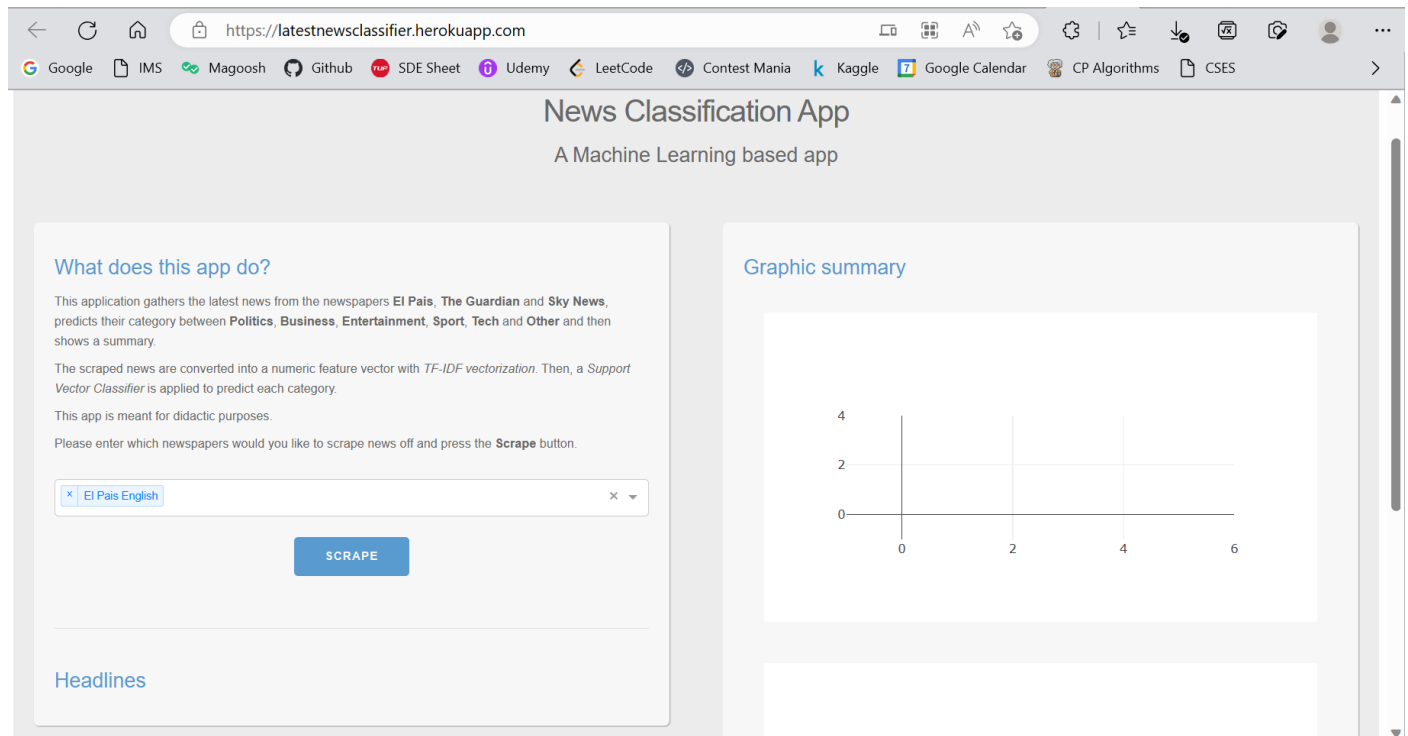 https://latestnewsclassifier.herokuapp.com
Google IMS Magoosh Github SDE Sheet Udemy LeetCode Contest Mania Kaggle 7 Google Calendar CP Algorithms CSES
News Classification App
A Machine Learning based app
What does this app do?
This application gathers the latest news from the newspapers El Pais, The Guardian and Sky News,
predicts their category between Politics, Business, Entertainment, Sport, Tech and Other and then
shows a summary.
The scraped news are converted into a numeric feature vector with TF-IDF vectorization. Then, a Support
Vector Classifier is applied to predict each category.
This app is meant for didactic purposes.
Please enter which newspapers would you like to scrape news off and press the Scrape button.
× El Pais English ×
SCRAPE
Headlines
Graphic summary
4
2
0
0 2 4 6